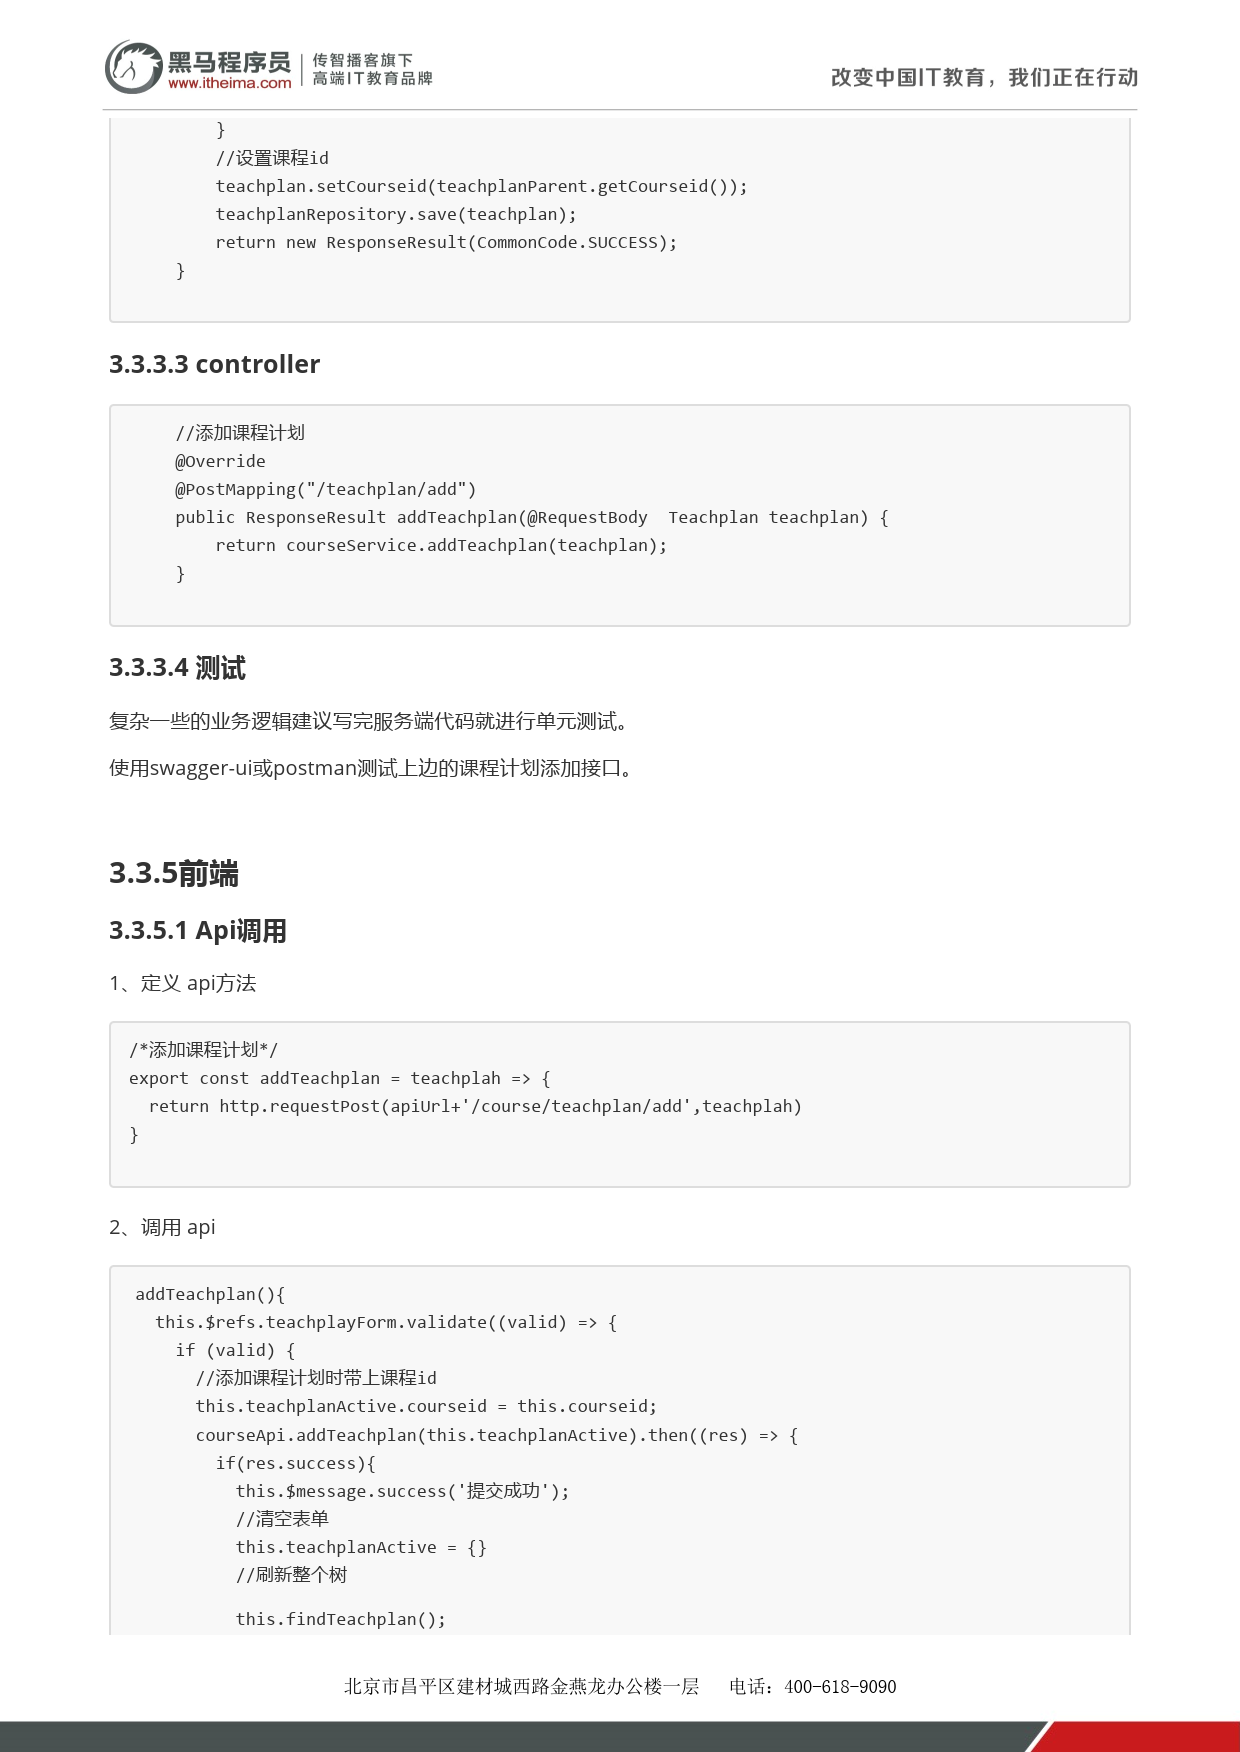 黑马程序员
www.itheima.com
传智播客旗下
高端IT教育品牌
改变中国IT教育，我们正在行动
        }
        //设置课程id
        teachplan.setCourseid(teachplanParent.getCourseid());
        teachplanRepository.save(teachplan);
        return new ResponseResult(CommonCode.SUCCESS);
    }
3.3.3.3 controller
    //添加课程计划
    @Override
    @PostMapping("/teachplan/add")
    public ResponseResult addTeachplan(@RequestBody  Teachplan teachplan) {
        return courseService.addTeachplan(teachplan);
    }
3.3.3.4 测试
复杂一些的业务逻辑建议写完服务端代码就进行单元测试。
使用swagger-ui或postman测试上边的课程计划添加接口。
3.3.5前端
3.3.5.1 Api调用
1、定义 api方法
/*添加课程计划*/
export const addTeachplan = teachplah => {
  return http.requestPost(apiUrl+'/course/teachplan/add',teachplah)
}
2、调用 api
addTeachplan(){
  this.$refs.teachplayForm.validate((valid) => {
    if (valid) {
      //添加课程计划时带上课程id
      this.teachplanActive.courseid = this.courseid;
      courseApi.addTeachplan(this.teachplanActive).then((res) => {
        if(res.success){
          this.$message.success('提交成功');
          //清空表单
          this.teachplanActive = {}
          //刷新整个树
          this.findTeachplan();
北京市昌平区建材城西路金燕龙办公楼一层   电话：400-618-9090